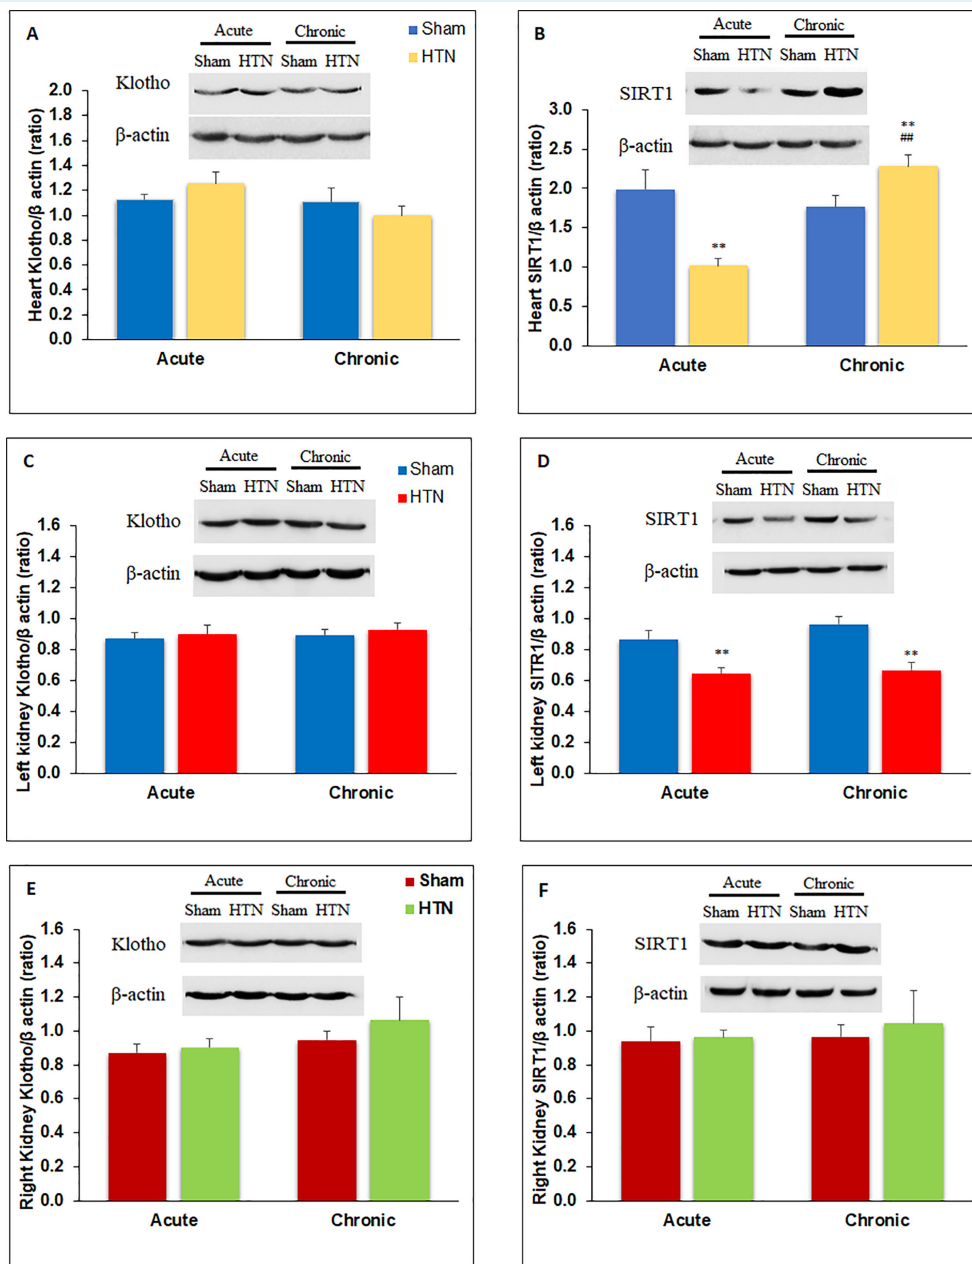 A
Acute Chronic
Sham HTN Sham HTN
Sham
HTN
Klotho
β-actin
Heart Klotho/β actin (ratio)
2.0
1.8
1.6
1.4
1.2
1.0
0.8
0.6
0.4
0.2
0.0
Acute Chronic
B
Acute Chronic
Sham HTN Sham HTN
SIRT1
β-actin
Heart SIRT1/β actin (ratio)
3.0
2.5
2.0
1.5
1.0
0.5
0.0
**
**
##
Acute Chronic
C
Acute Chronic
Sham HTN Sham HTN
Sham
HTN
Klotho
β-actin
Left kidney Klotho/β actin (ratio)
1.6
1.4
1.2
1.0
0.8
0.6
0.4
0.2
0.0
Acute Chronic
D
Acute Chronic
Sham HTN Sham HTN
SIRT1
β-actin
Left kidney SITR1/β actin (ratio)
1.6
1.4
1.2
1.0
0.8
0.6
0.4
0.2
0.0
**
**
Acute Chronic
E
Acute Chronic
Sham HTN Sham HTN
Sham
HTN
Klotho
β-actin
Right Kidney Klotho/β actin (ratio)
1.6
1.4
1.2
1.0
0.8
0.6
0.4
0.2
0.0
Acute Chronic
F
Acute Chronic
Sham HTN Sham HTN
SIRT1
β-actin
Right Kidney SIRT1/β actin (ratio)
1.6
1.4
1.2
1.0
0.8
0.6
0.4
0.2
0.0
Acute Chronic